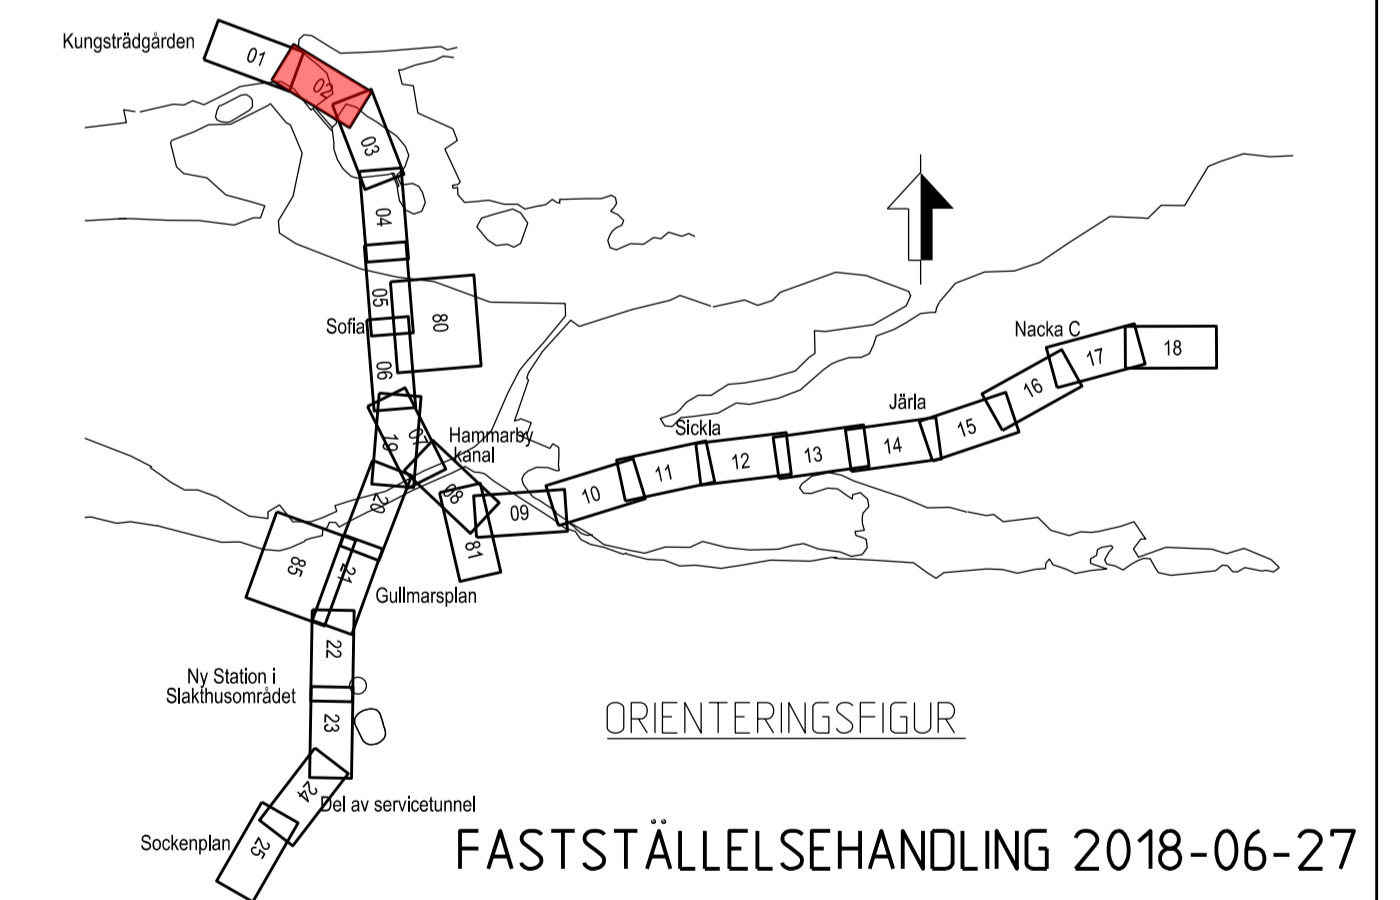 Kungsträdgården
01
02
03
04
05
80
Sofia
06
Nacka C
17
18
16
Järla
15
14
13
12
Sickla
11
10
Hammarby
kanal
07
19
08
09
20
81
85
21
Gullmarsplan
22
Ny Station i
Slakthusområdet
23
24
Del av servicetunnel
Sockenplan
25
ORIENTERINGSFIGUR
FASTSTÄLLELSEHANDLING 2018-06-27